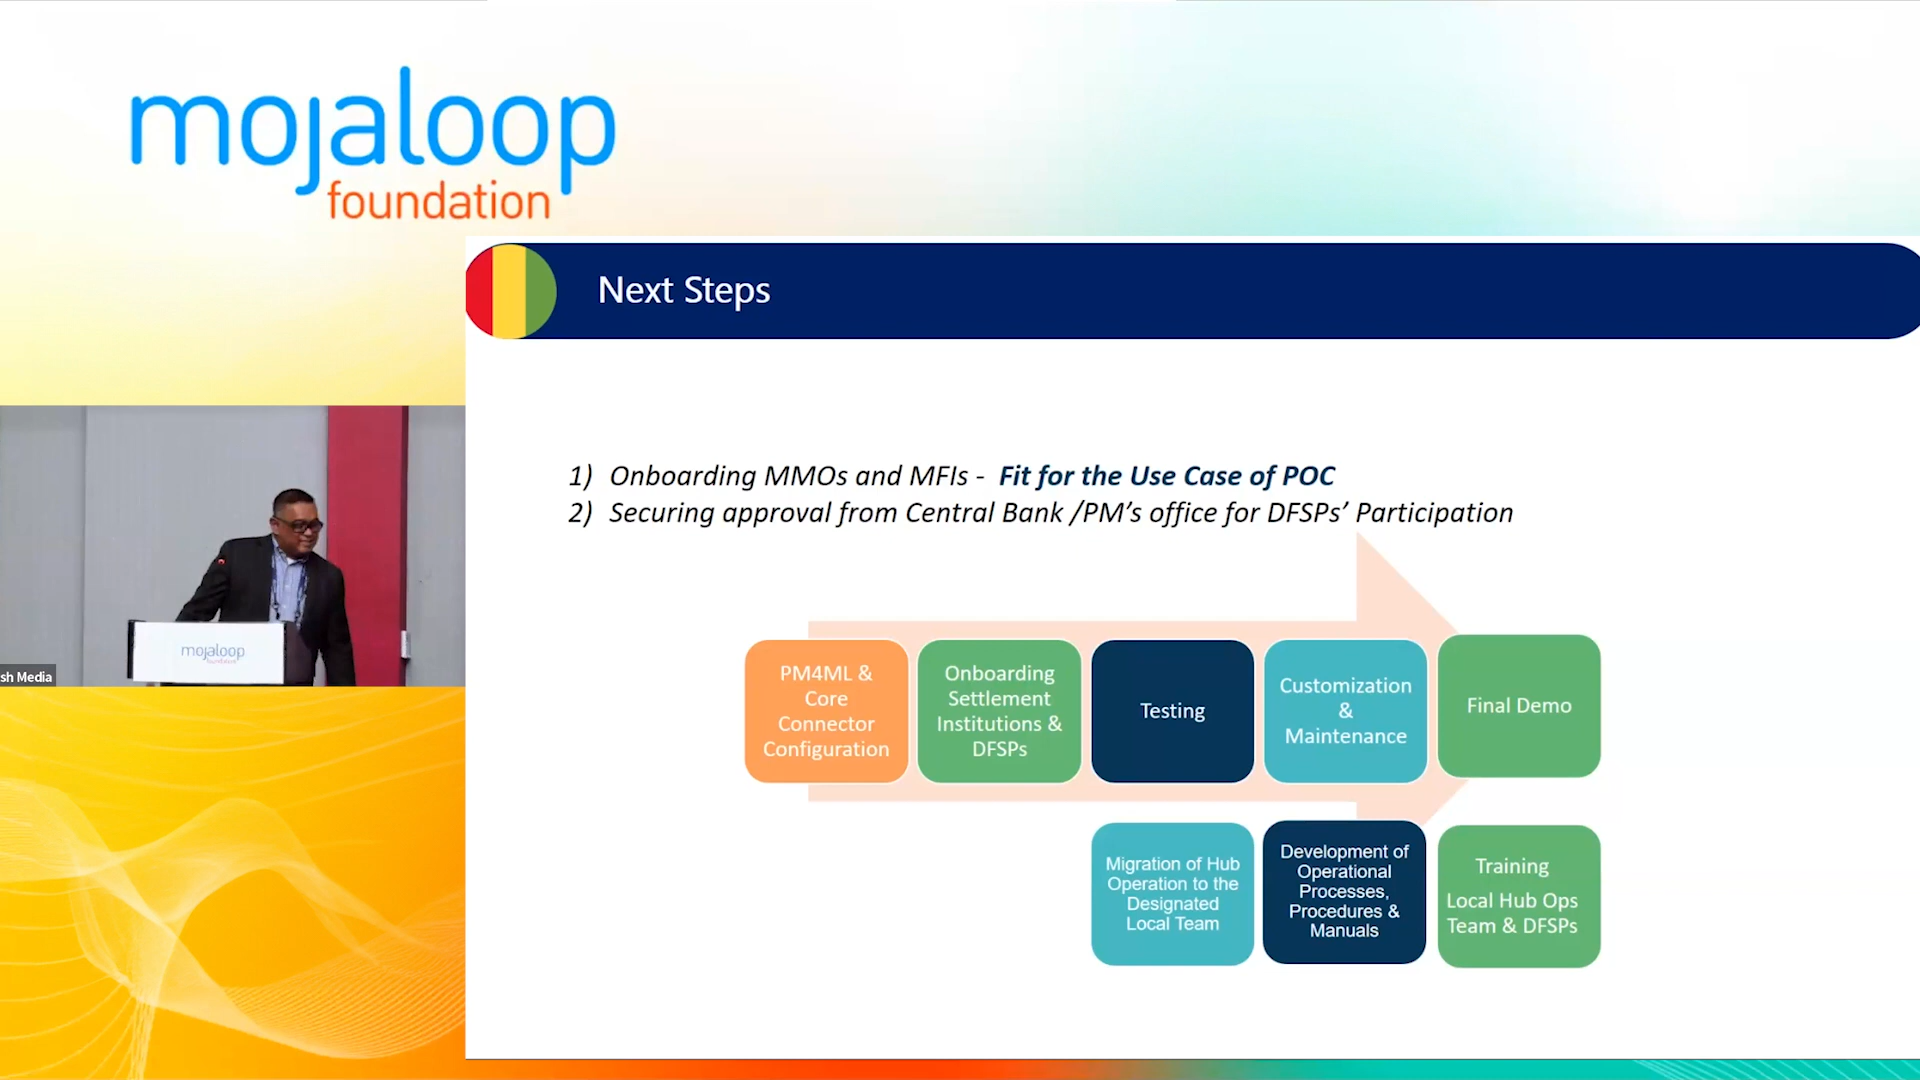 mojaloop
foundation
Next Steps
1) Onboarding MMOs and MFIs - Fit for the Use Case of POC
2) Securing approval from Central Bank /PM's office for DFSPs' Participation
PM4ML &
Core
Connector
Configuration
Onboarding
Settlement
Institutions &
DFSPs
Testing
Customization
&
Maintenance
Final Demo
Migration of Hub
Operation to the
Designated
Local Team
Development of
Operational
Processes,
Procedures &
Manuals
Training
Local Hub Ops
Team & DFSPs
mojaloop
foundation
sh Media